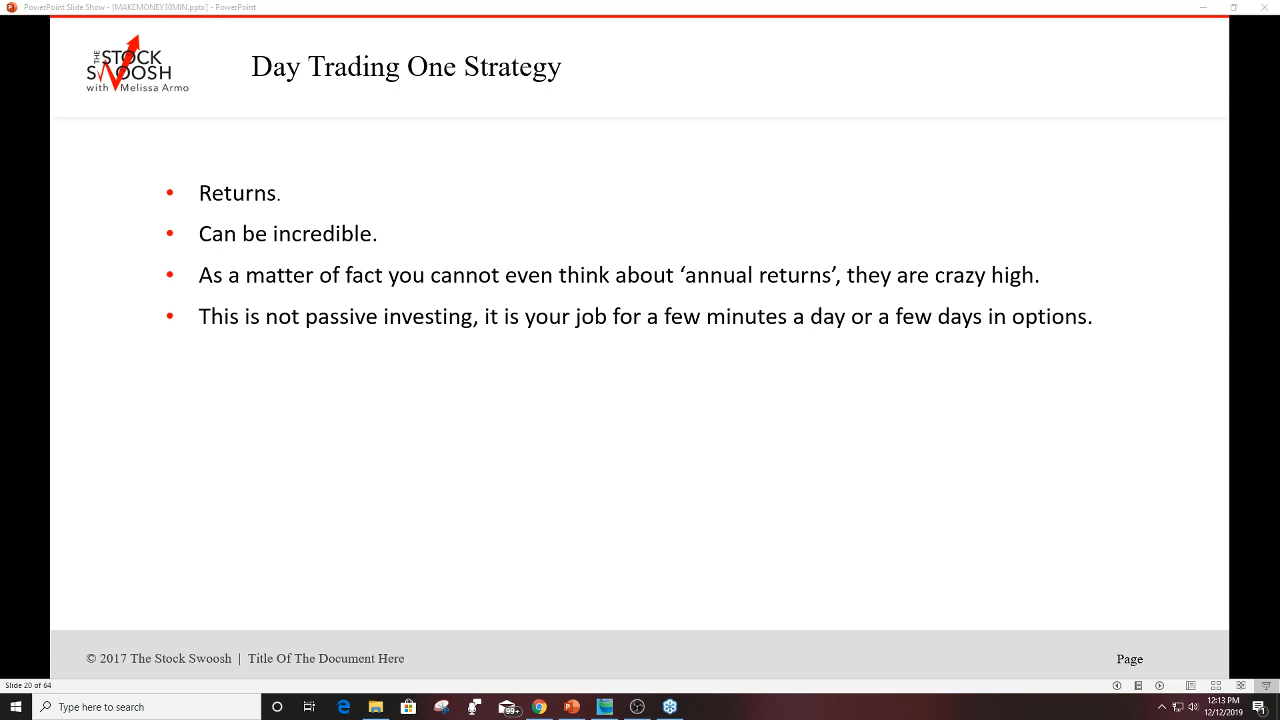 PowerPoint Slide Show - [MAKEMONEY30MIN.pptx] - PowerPoint
THE
STOCK
SWOOSH
with Melissa Armo
Day Trading One Strategy
• Returns.
• Can be incredible.
• As a matter of fact you cannot even think about ‘annual returns’, they are crazy high.
• This is not passive investing, it is your job for a few minutes a day or a few days in options.
© 2017 The Stock Swoosh | Title Of The Document Here
Page
Slide 20 of 64
Type here to search
99+
12:13 PM
12/12/2019
1